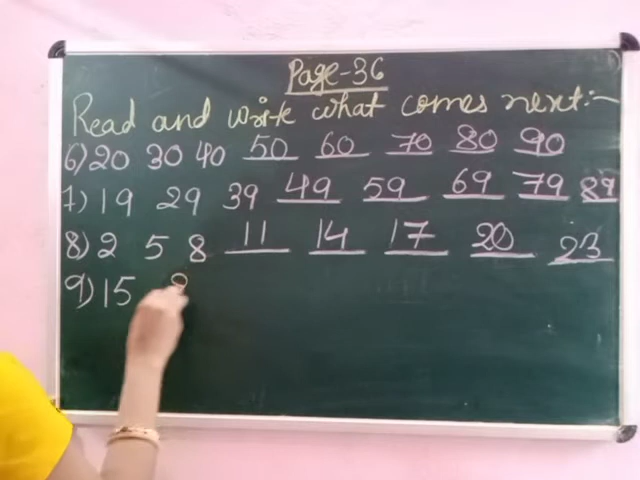 Page-36
Read and write what comes next:-
6) 20 30 40 50 60 70 80 90
7) 19 29 39 49 59 69 79 89
8) 2 5 8 11 14 17 20 23
9) 15